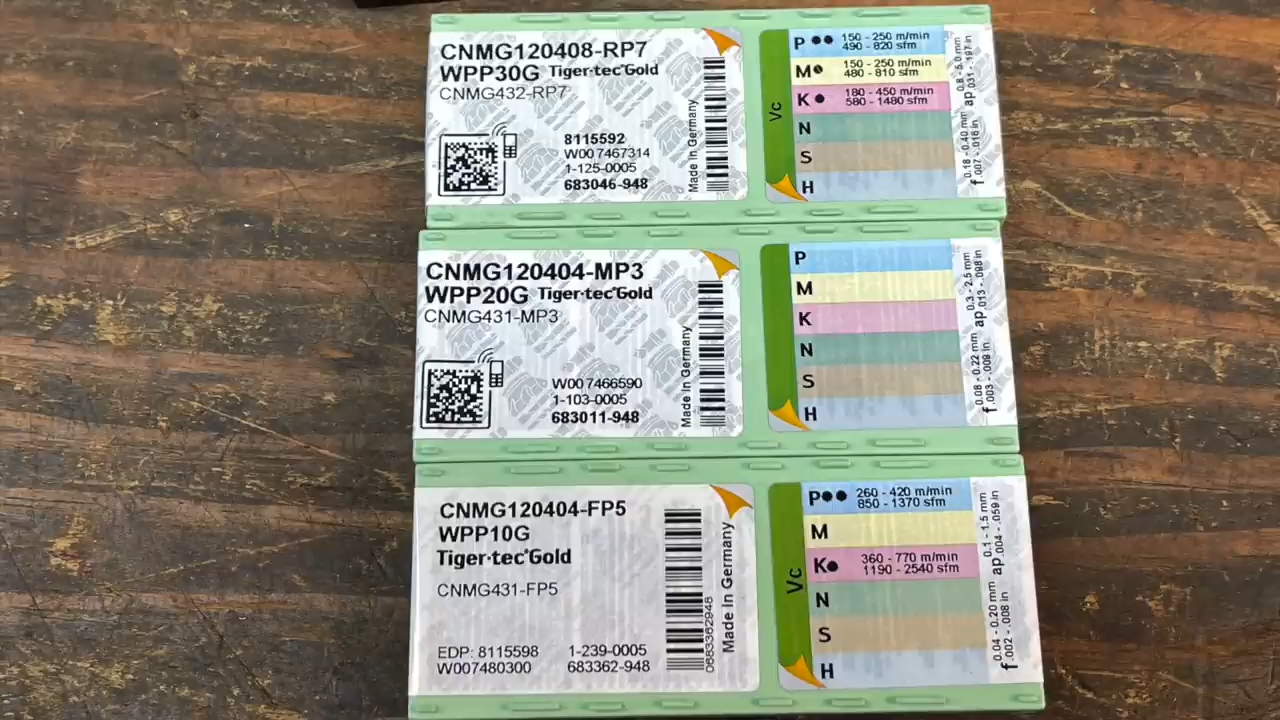 CNMG120408-RP7
WPP30G Tiger·tec®Gold
CNMG432-RP7
8115592
W00 7467314
1-125-0005
683046-948
Made in Germany
Vc
P 150 - 250 m/min
490 - 820 sfm
M 150 - 250 m/min
480 - 810 sfm
K 180 - 450 m/min
580 - 1480 sfm
N
S
H
f 0.18 - 0.40 mm
.007 - .016 in
ap 0.8 - 5.0 mm
.031 - .197 in
CNMG120404-MP3
WPP20G Tiger·tec®Gold
CNMG431-MP3
W00 7466590
1-103-0005
683011-948
Made in Germany
P
M
K
N
S
H
f 0.08 - 0.22 mm
.003 - .009 in
ap 0.3 - 2.5 mm
.013 - .098 in
CNMG120404-FP5
WPP10G
Tiger·tec®Gold
CNMG431-FP5
EDP: 8115598 1-239-0005
W007480300 683362-948
0683362948
Made in Germany
Vc
P 260 - 420 m/min
850 - 1370 sfm
M
K 360 - 770 m/min
1190 - 2540 sfm
N
S
H
f 0.04 - 0.20 mm
.002 - .008 in
ap 0.1 - 1.5 mm
.004 - .059 in